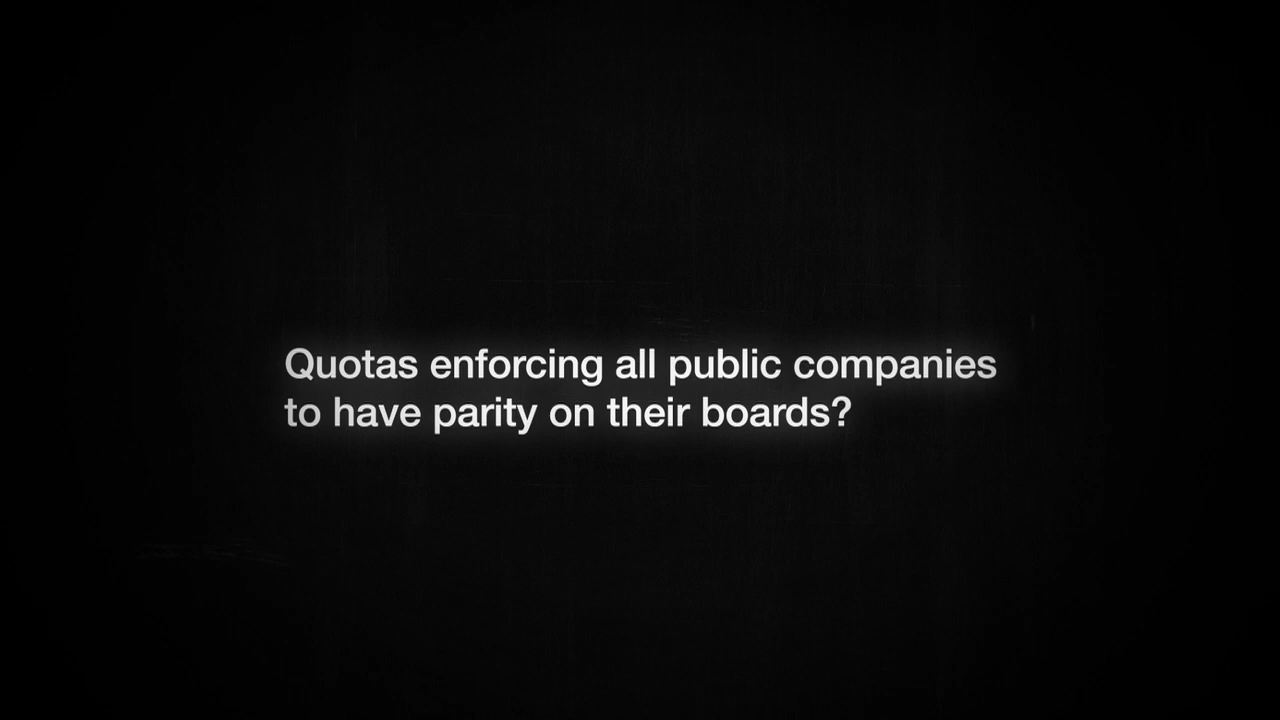 Quotas enforcing all public companies
to have parity on their boards?